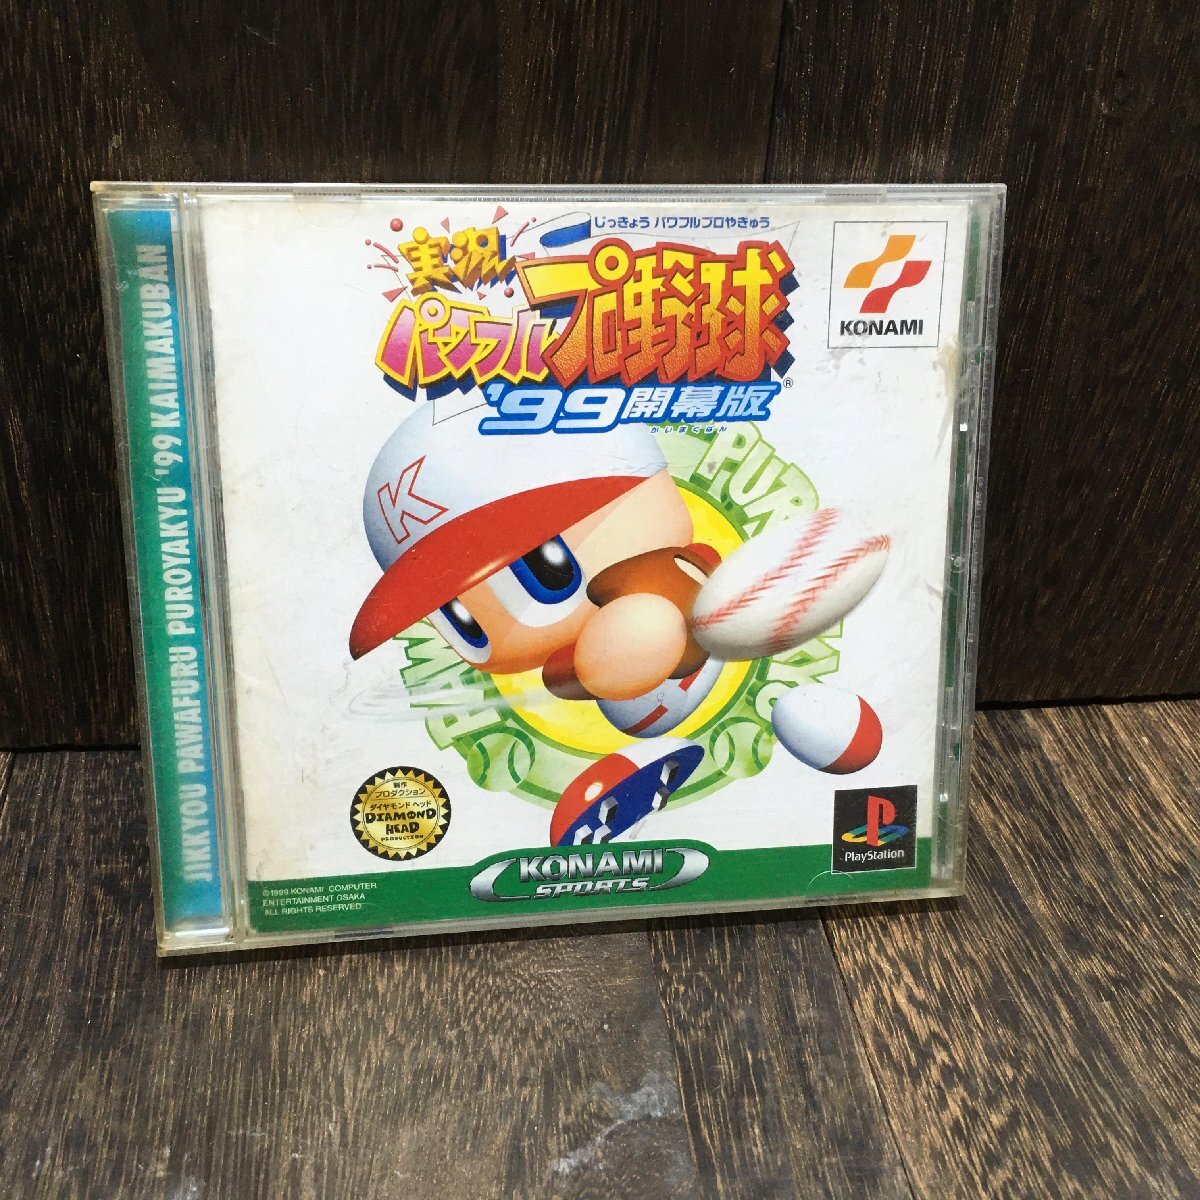 JIKKYOU PAWAFURU PUROYAKYU '99 KAIMAKUBAN
じっきょう パワフルプロやきゅう
実況
パワフル
プロ野球
'99開幕版
®
かいまくばん
KONAMI
K
PAWA
PURO
製作
プロダクション
ダイヤモンドヘッド
DIAMOND
HEAD
PRODUCTION
©1999 KONAMI COMPUTER
ENTERTAINMENT OSAKA
ALL RIGHTS RESERVED.
KONAMI
SPORTS
PlayStation